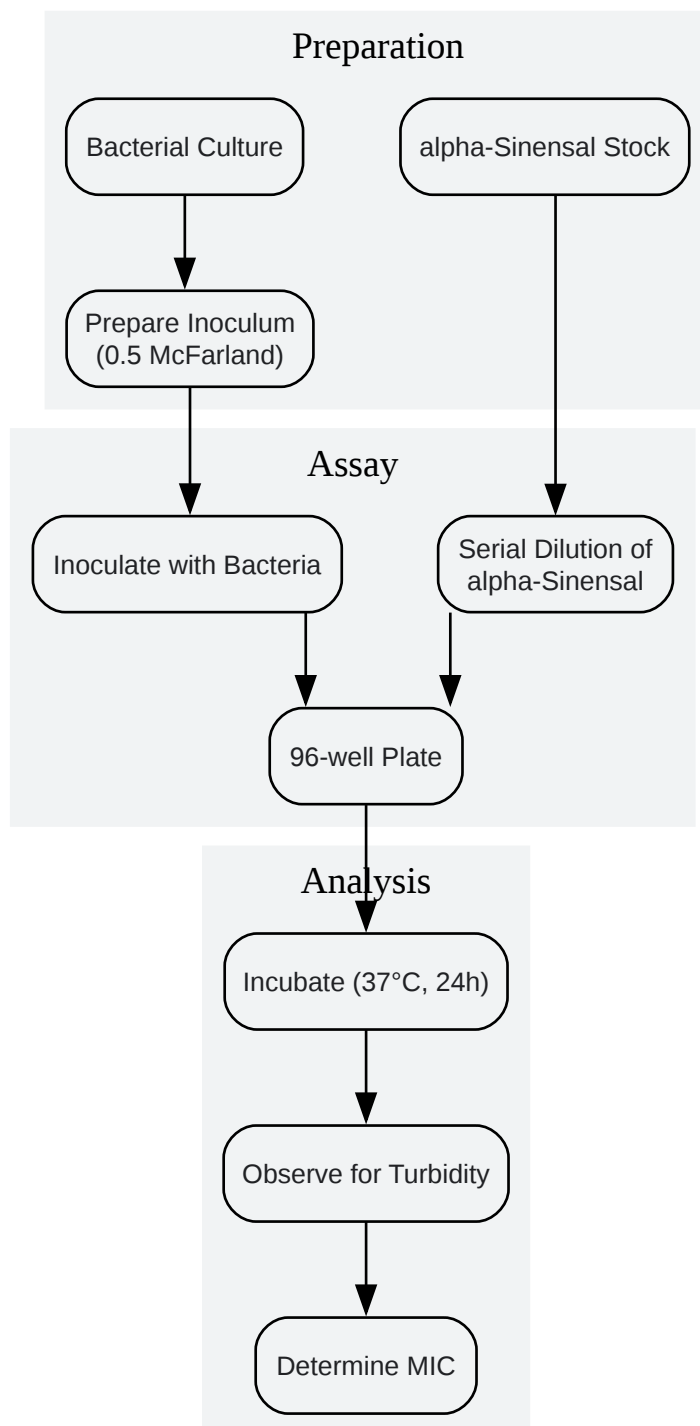 Preparation
Bacterial Culture
alpha-Sinensal Stock
Prepare Inoculum
(0.5 McFarland)
Assay
Inoculate with Bacteria
Serial Dilution of
alpha-Sinensal
96-well Plate
Analysis
Incubate (37°C, 24h)
Observe for Turbidity
Determine MIC